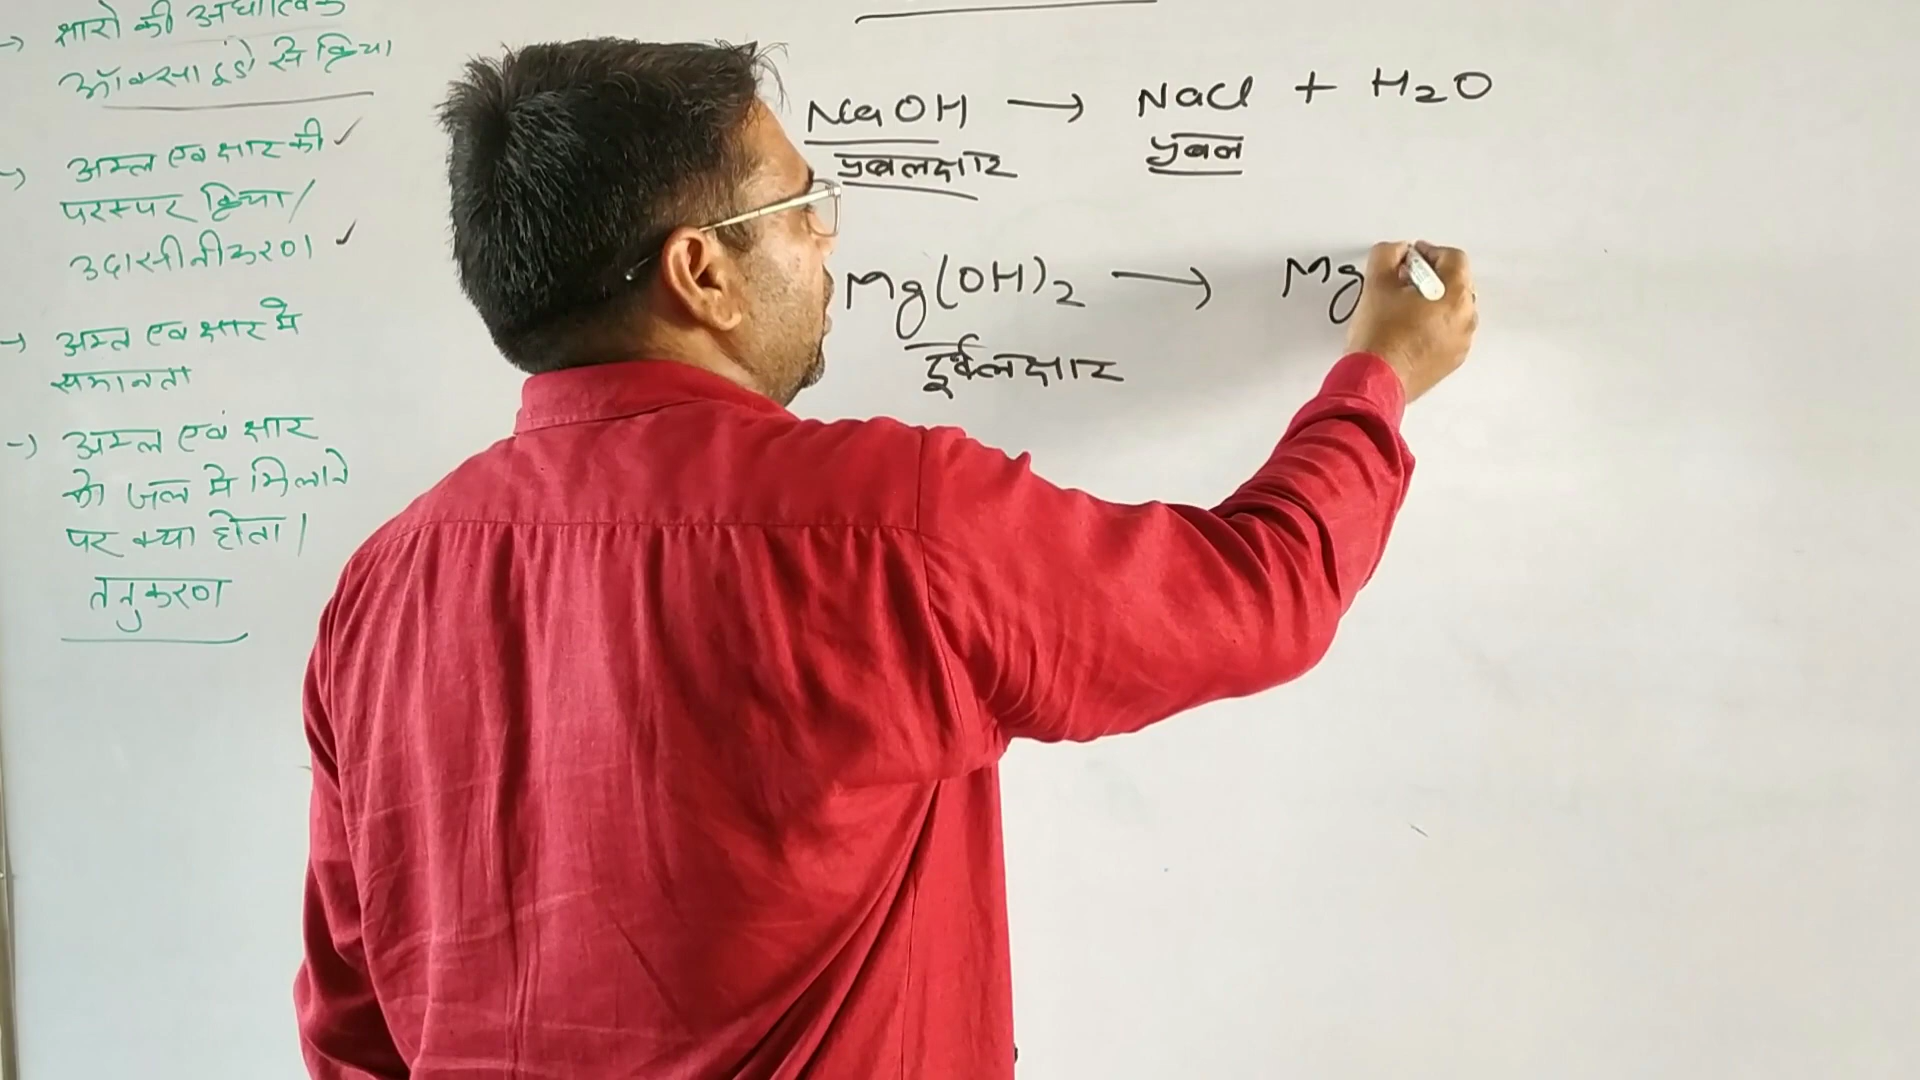 → क्षारो की अधात्विक
ऑक्साइडो से क्रिया
→ अम्ल एव क्षार की ✓
परस्पर क्रिया /
उदासीनीकरण ✓
→ अम्ल एव क्षार मे
समानता
→ अम्ल एवं क्षार
को जल मे मिलाने
पर क्या होता /
तनुकरण
NaOH → NaCl + H2O
प्रबलक्षार प्रबल
Mg(OH)2 → Mg
दुर्बलक्षार